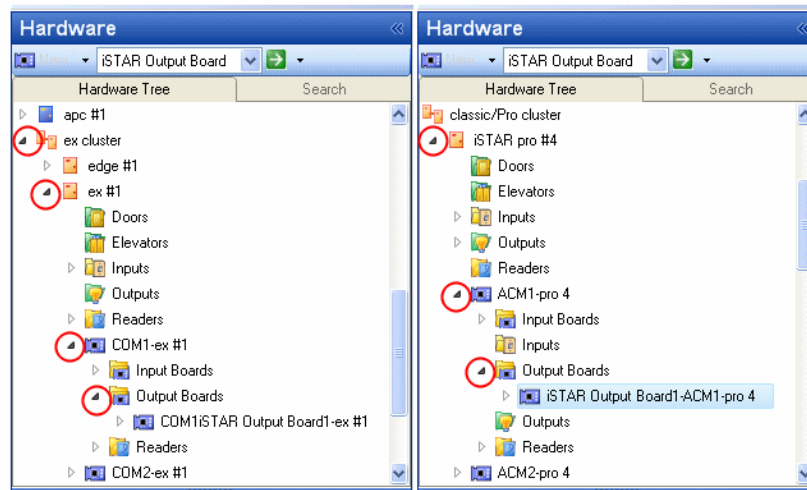 Hardware
iSTAR Output Board
Hardware Tree Search
apc #1
ex cluster
edge #1
ex #1
Doors
Elevators
Inputs
Outputs
Readers
COM1-ex #1
Input Boards
Output Boards
COM1iSTAR Output Board1-ex #1
Readers
COM2-ex #1
Hardware
iSTAR Output Board
Hardware Tree Search
classic/Pro cluster
iSTAR pro #4
Doors
Elevators
Inputs
Outputs
Readers
ACM1-pro 4
Input Boards
Inputs
Output Boards
iSTAR Output Board1-ACM1-pro 4
Outputs
Readers
ACM2-pro 4